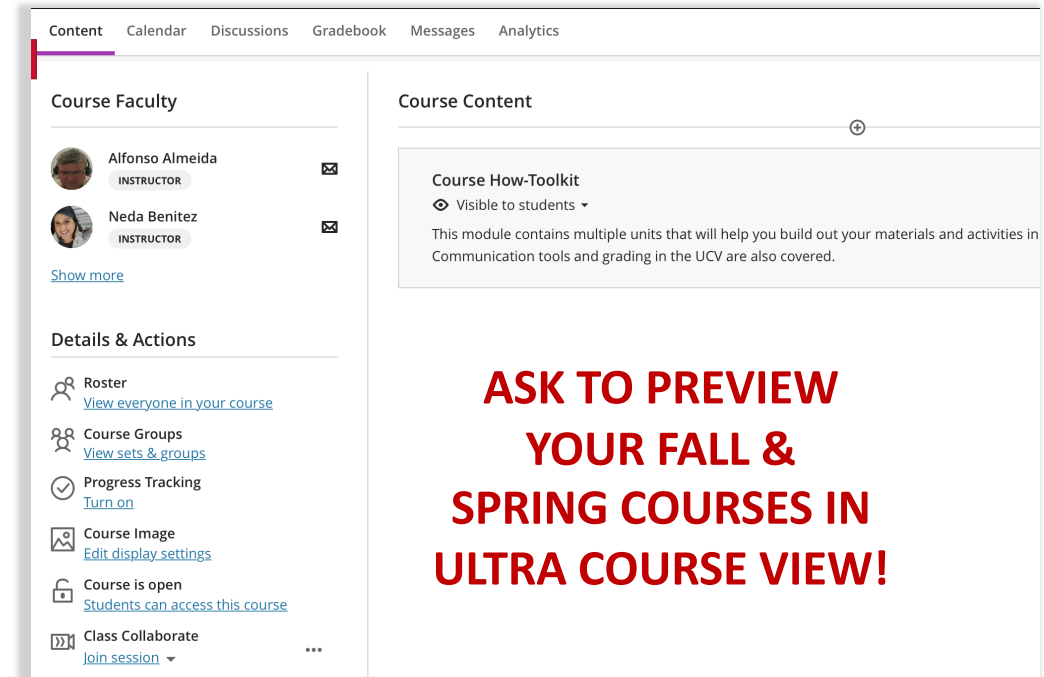 Content Calendar Discussions Gradebook Messages Analytics
Course Faculty
Alfonso Almeida
INSTRUCTOR
Neda Benitez
INSTRUCTOR
Show more
Details & Actions
Roster
View everyone in your course
Course Groups
View sets & groups
Progress Tracking
Turn on
Course Image
Edit display settings
Course is open
Students can access this course
Class Collaborate
Join session
Course Content
Course How-Toolkit
Visible to students
This module contains multiple units that will help you build out your materials and activities in
Communication tools and grading in the UCV are also covered.
ASK TO PREVIEW
YOUR FALL &
SPRING COURSES IN
ULTRA COURSE VIEW!